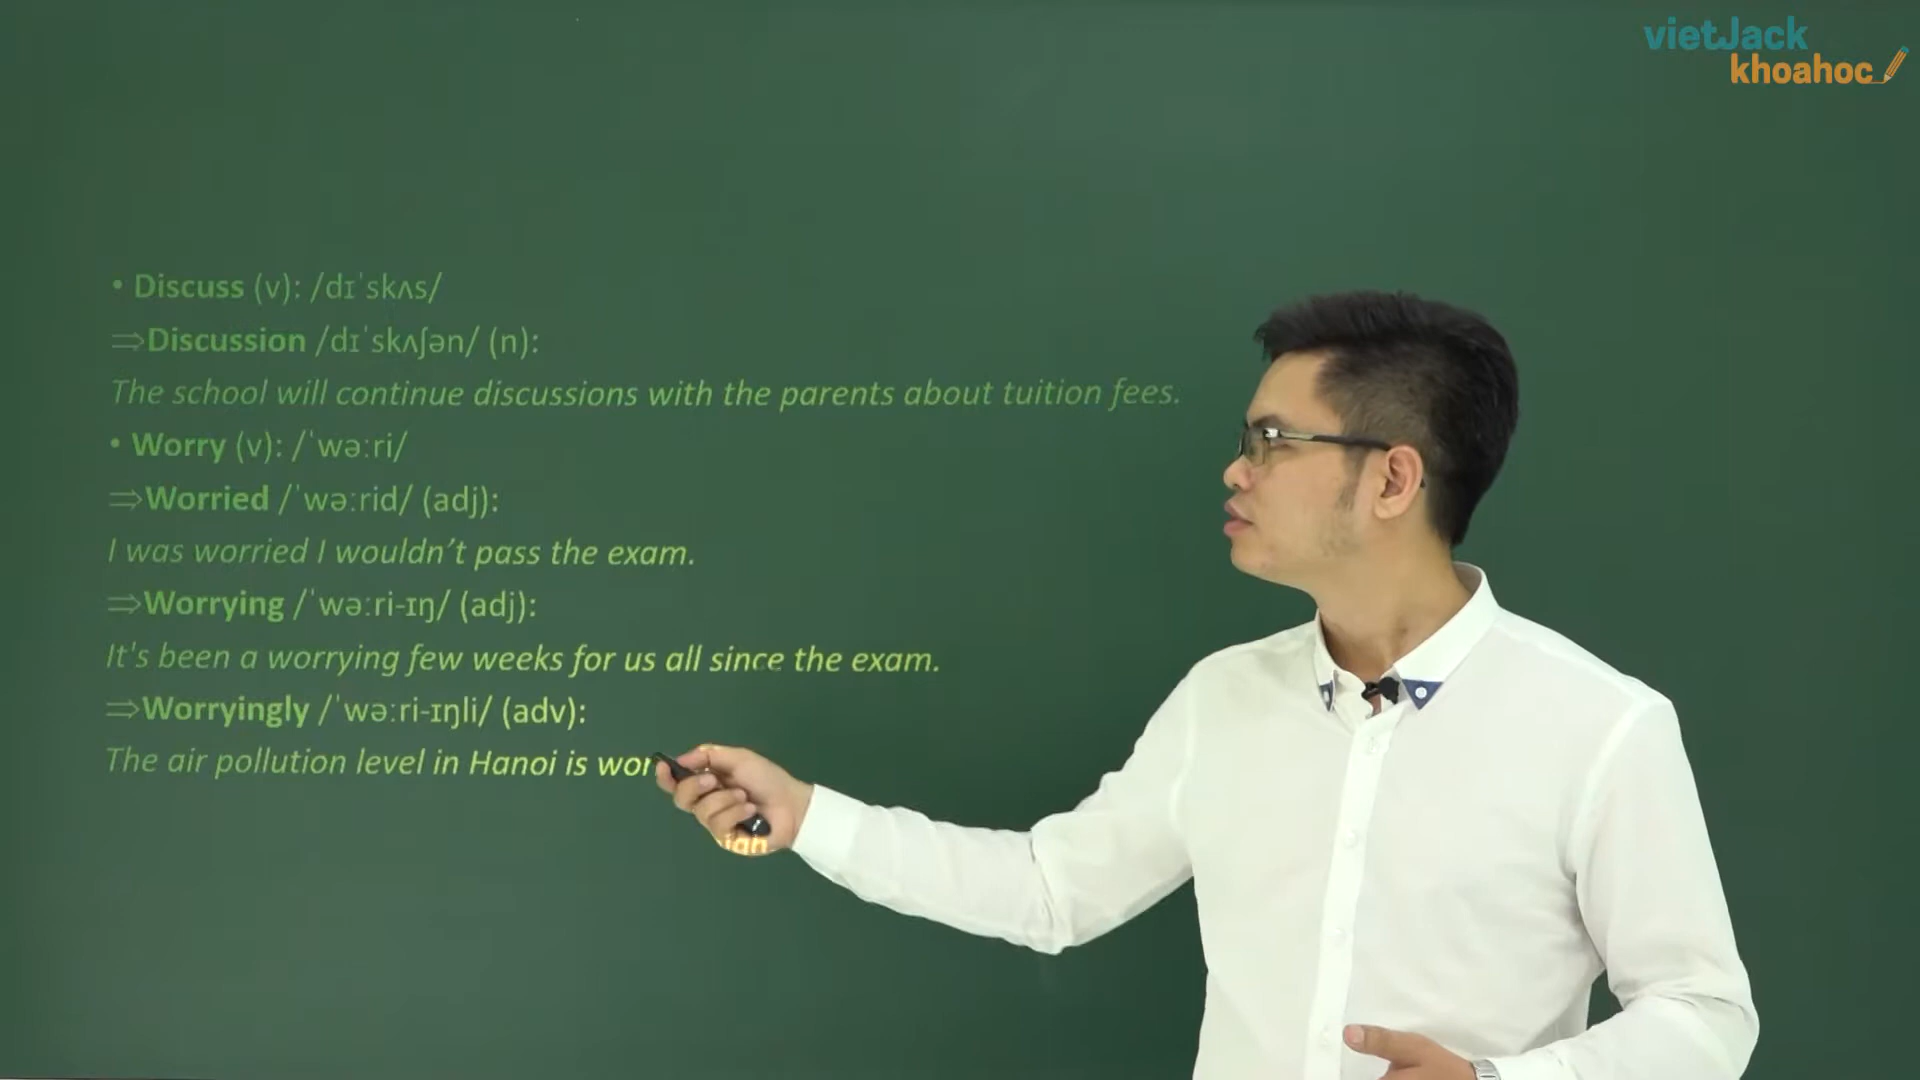 vietJack
khoahoc
• Discuss (v): /dɪˈskʌs/
⇒Discussion /dɪˈskʌʃən/ (n):
The school will continue discussions with the parents about tuition fees.
• Worry (v): /ˈwəːri/
⇒Worried /ˈwəːrid/ (adj):
I was worried I wouldn’t pass the exam.
⇒Worrying /ˈwəːri-ɪŋ/ (adj):
It's been a worrying few weeks for us all since the exam.
⇒Worryingly /ˈwəːri-ɪŋli/ (adv):
The air pollution level in Hanoi is wor